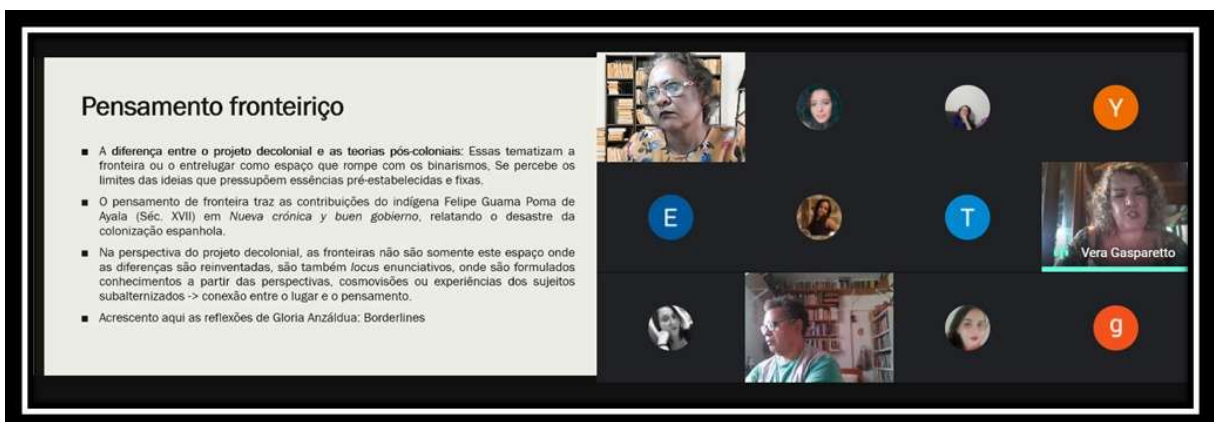 Pensamento fronteiriço
■ A diferença entre o projeto decolonial e as teorias pós-coloniais: Essas tematizam a
fronteira ou o entrelugar como espaço que rompe com os binarismos, Se percebe os
limites das ideias que pressupõem essências pré-estabelecidas e fixas.
■ O pensamento de fronteira traz as contribuições do indígena Felipe Guama Poma de
Ayala (Séc. XVII) em Nueva crónica y buen gobierno, relatando o desastre da
colonização espanhola.
■ Na perspectiva do projeto decolonial, as fronteiras não são somente este espaço onde
as diferenças são reinventadas, são também locus enunciativos, onde são formulados
conhecimentos a partir das perspectivas, cosmovisões ou experiências dos sujeitos
subalternizados -> conexão entre o lugar e o pensamento.
■ Acrescento aqui as reflexões de Gloria Anzáldua: Borderlines
Y
E
T
Vera Gasparetto
g